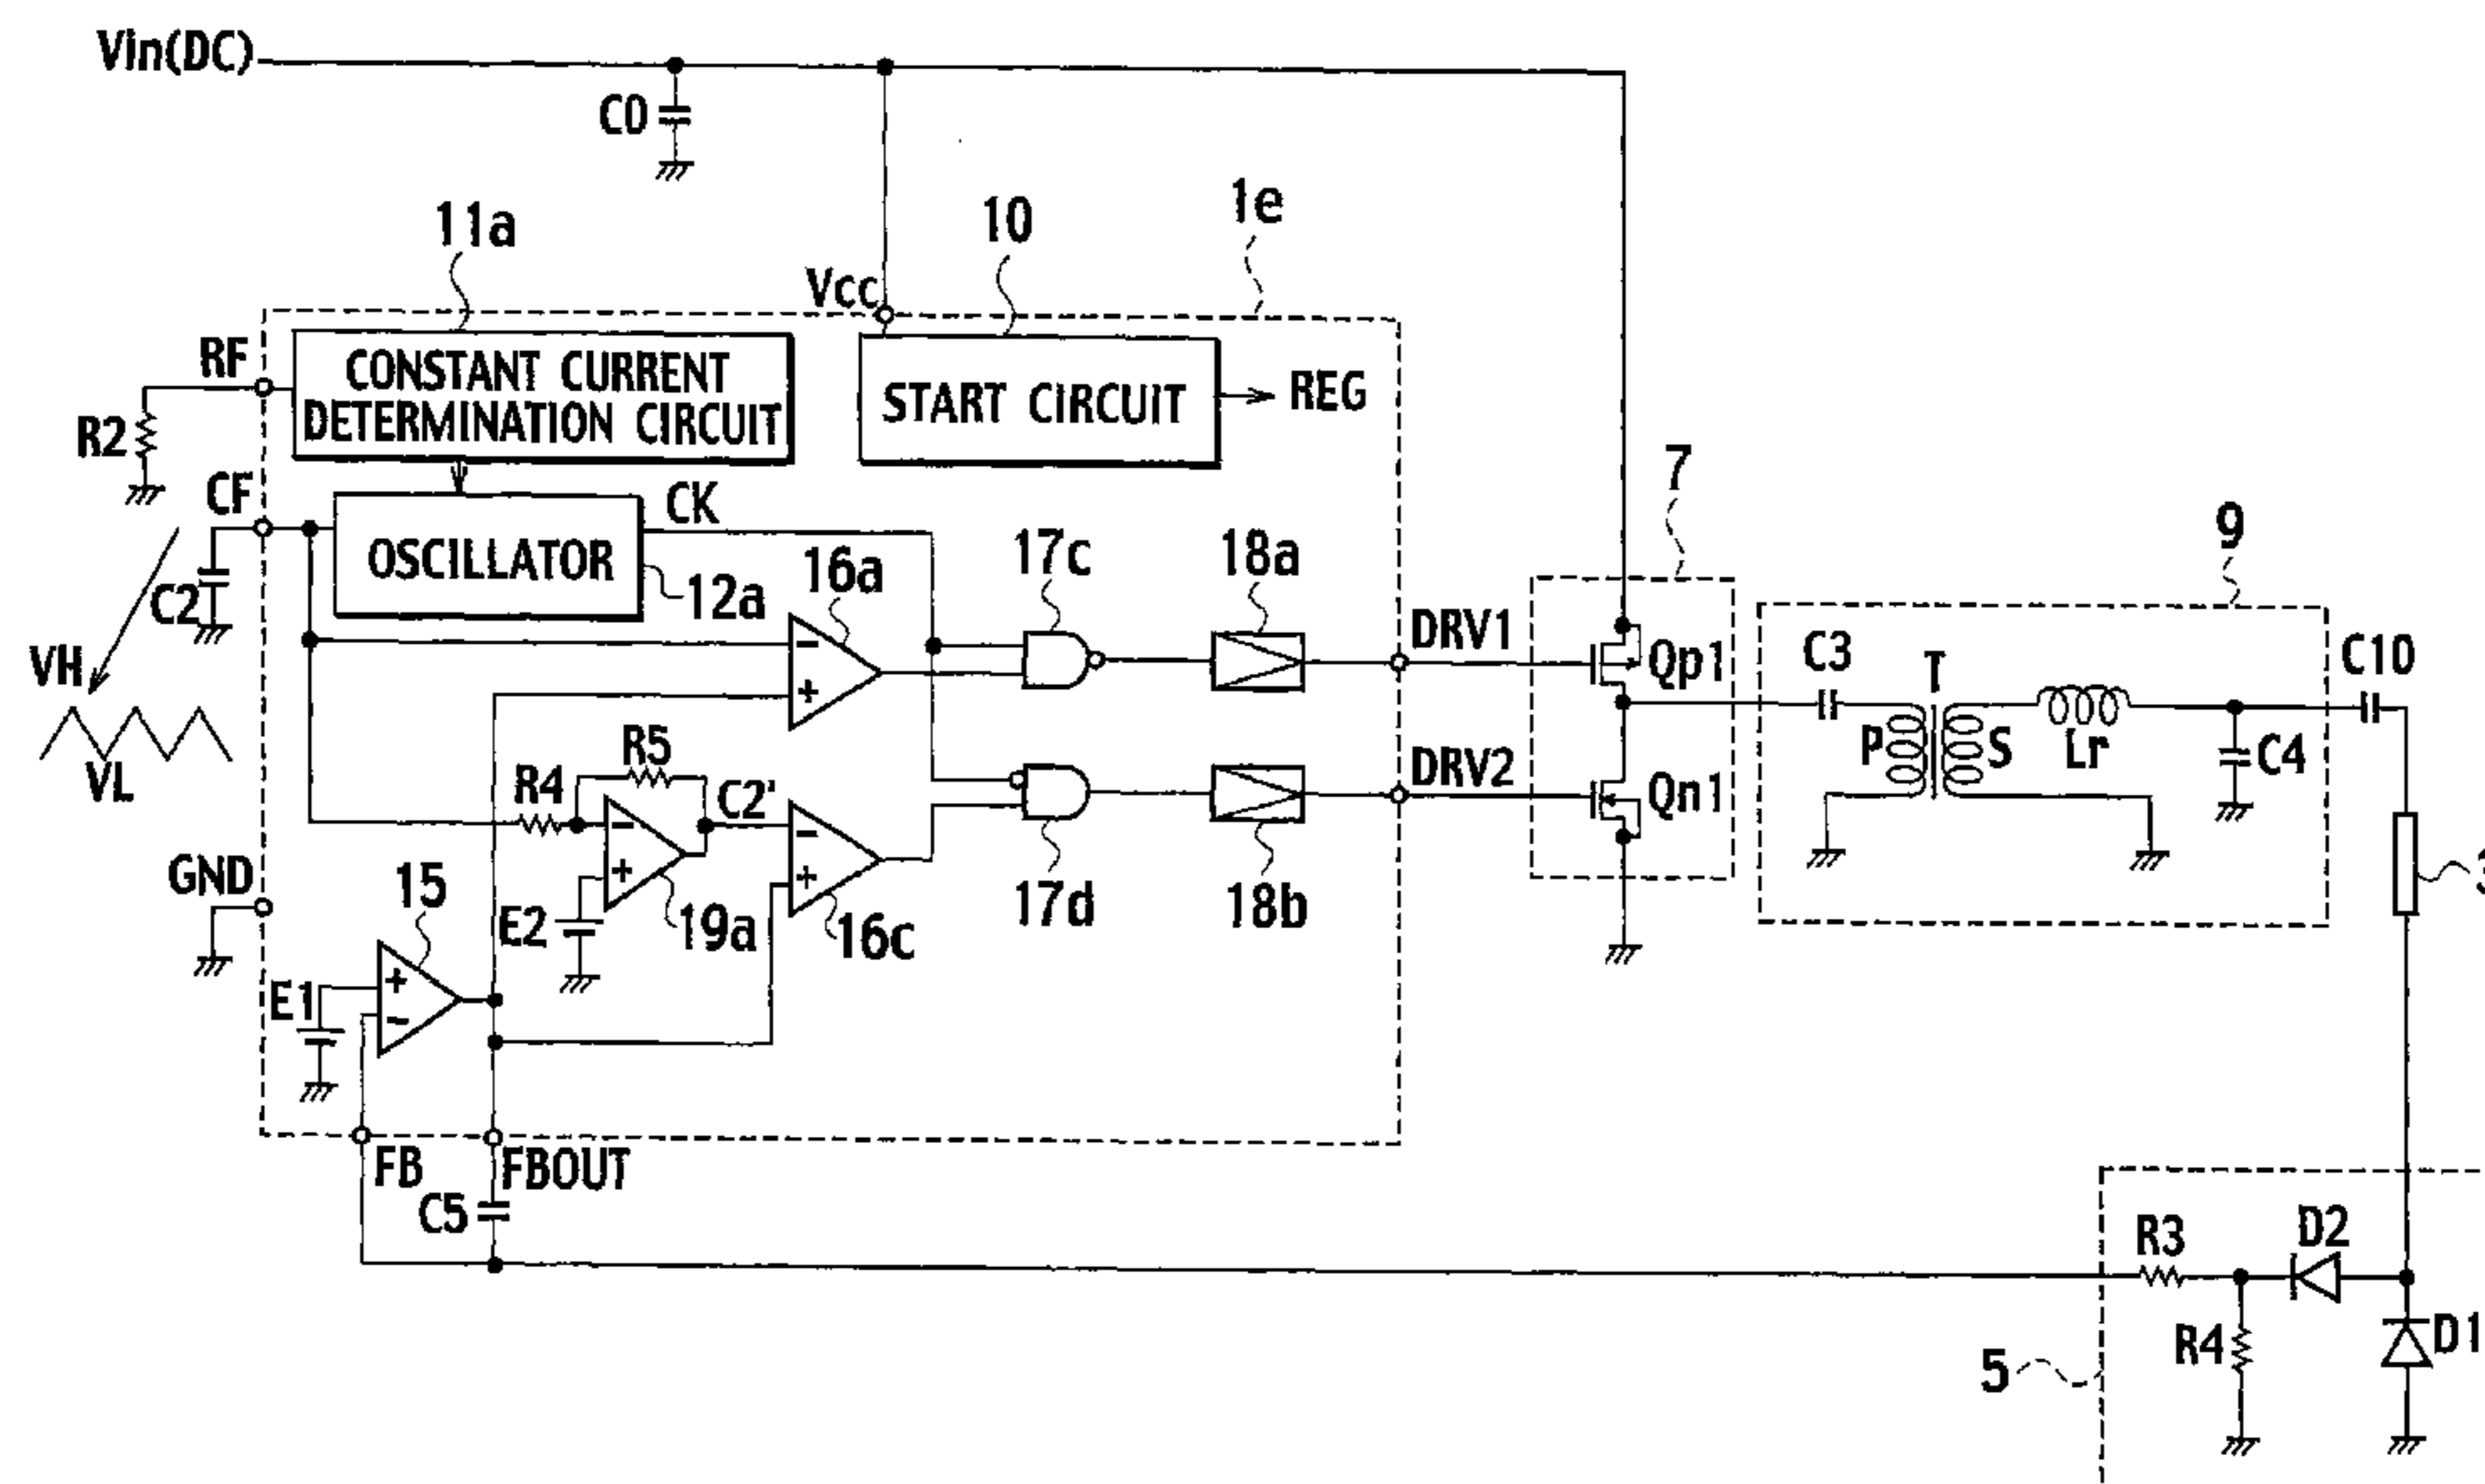 Vin(DC)
C0
11a
10
1e
Vcc
RF
CONSTANT CURRENT
DETERMINATION CIRCUIT
START CIRCUIT
REG
R2
7
CF
CK
9
OSCILLATOR
16a
17c
18a
C2
12a
DRV1
VH
-
+
Qp1
C3
T
C10
VL
R5
P
S
Lr
C4
R4
C2'
DRV2
Qn1
-
+
-
+
GND
15
E2
19a
16c
17d
18b
E1
+
-
FB
FBOUT
C5
R3
D2
R4
D1
5